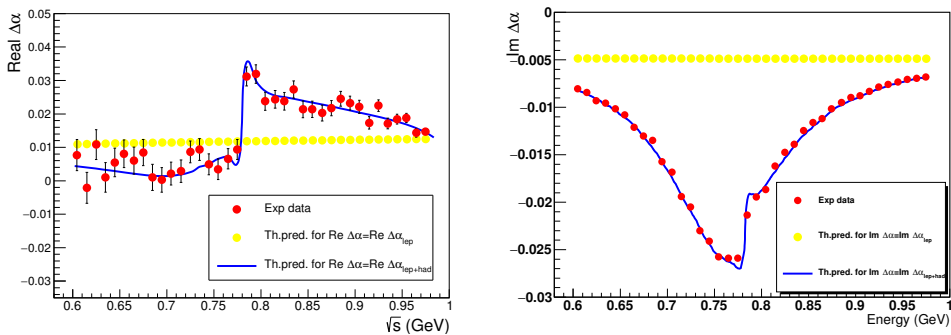 Real Δα
0.05
0.04
0.03
0.02
0.01
0
−0.01
−0.02
−0.03
Exp data
Th.pred. for Re Δα=Re Δα_lep
Th.pred. for Re Δα=Re Δα_lep+had
0.6 0.65 0.7 0.75 0.8 0.85 0.9 0.95 1
√s (GeV)
Im Δα
0
−0.005
−0.01
−0.015
−0.02
−0.025
−0.03
Exp data
Th.pred. for Im Δα=Im Δα_lep
Th.pred. for Im Δα=Im Δα_lep+had
0.6 0.65 0.7 0.75 0.8 0.85 0.9 0.95 1
Energy (GeV)